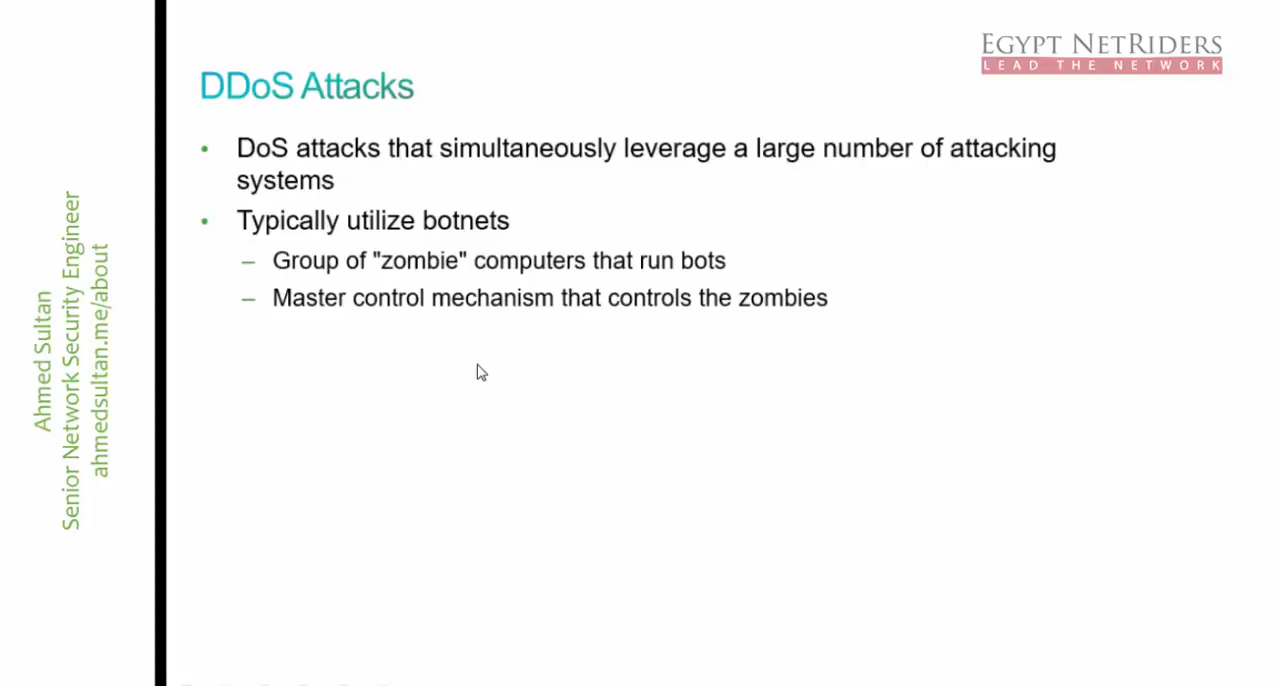 EGYPT NETRIDERS
LEAD THE NETWORK
DDoS Attacks
• DoS attacks that simultaneously leverage a large number of attacking
systems
• Typically utilize botnets
– Group of "zombie" computers that run bots
– Master control mechanism that controls the zombies
Ahmed Sultan
Senior Network Security Engineer
ahmedsultan.me/about